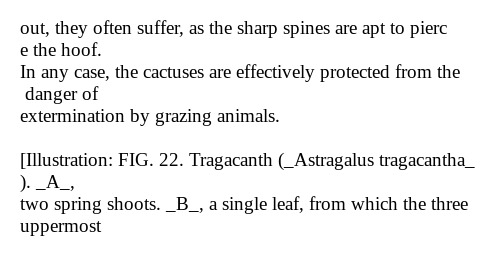 out, they often suffer, as the sharp spines are apt to pierc
e the hoof.
In any case, the cactuses are effectively protected from the
 danger of
extermination by grazing animals.

[Illustration: FIG. 22. Tragacanth (_Astragalus tragacantha_
). _A_,
two spring shoots. _B_, a single leaf, from which the three
uppermost